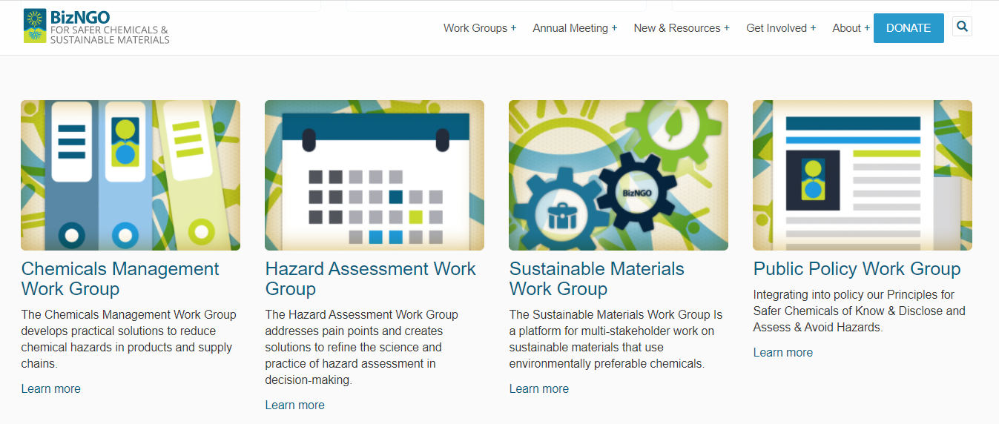 BizNGO
FOR SAFER CHEMICALS &
SUSTAINABLE MATERIALS
Work Groups +
Annual Meeting +
New & Resources +
Get Involved +
About +
DONATE
BizNGO
Chemicals Management
Work Group
The Chemicals Management Work Group
develops practical solutions to reduce
chemical hazards in products and supply
chains.
Learn more
Hazard Assessment Work
Group
The Hazard Assessment Work Group
addresses pain points and creates
solutions to refine the science and
practice of hazard assessment in
decision-making.
Learn more
Sustainable Materials
Work Group
The Sustainable Materials Work Group Is
a platform for multi-stakeholder work on
sustainable materials that use
environmentally preferable chemicals.
Learn more
Public Policy Work Group
Integrating into policy our Principles for
Safer Chemicals of Know & Disclose and
Assess & Avoid Hazards.
Learn more